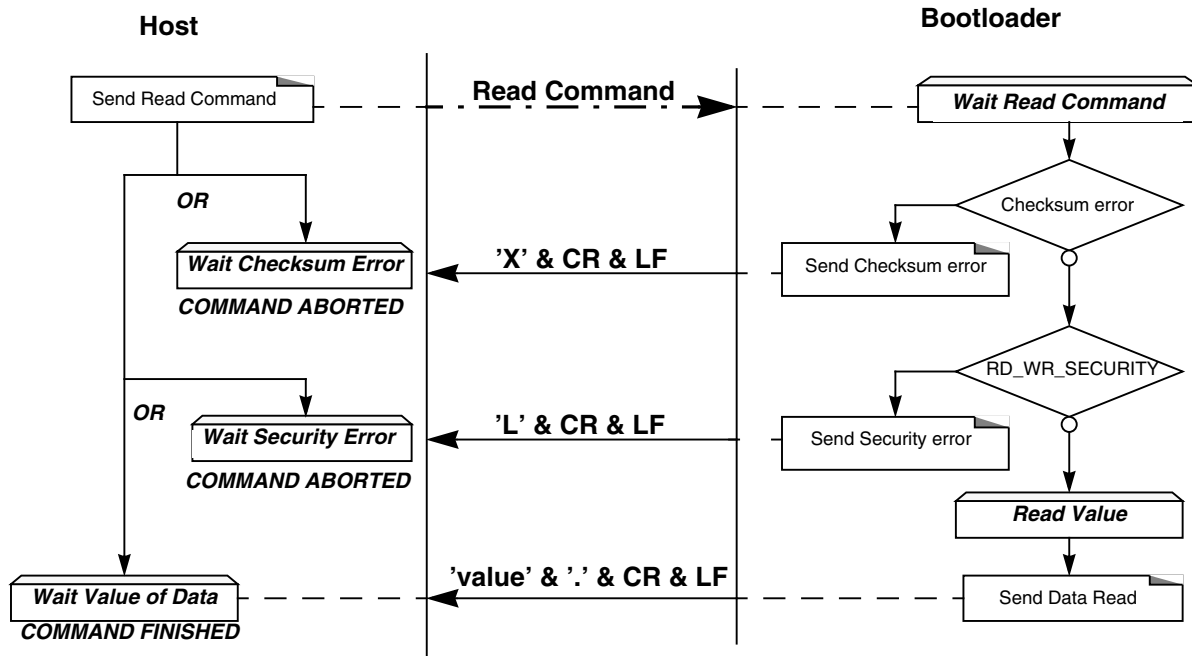 Host
Bootloader
Send Read Command
Read Command
Wait Read Command
OR
Checksum error
Wait Checksum Error
’X’ & CR & LF
Send Checksum error
COMMAND ABORTED
RD_WR_SECURITY
OR
Wait Security Error
’L’ & CR & LF
Send Security error
COMMAND ABORTED
Read Value
’value’ & ’.’ & CR & LF
Wait Value of Data
Send Data Read
COMMAND FINISHED